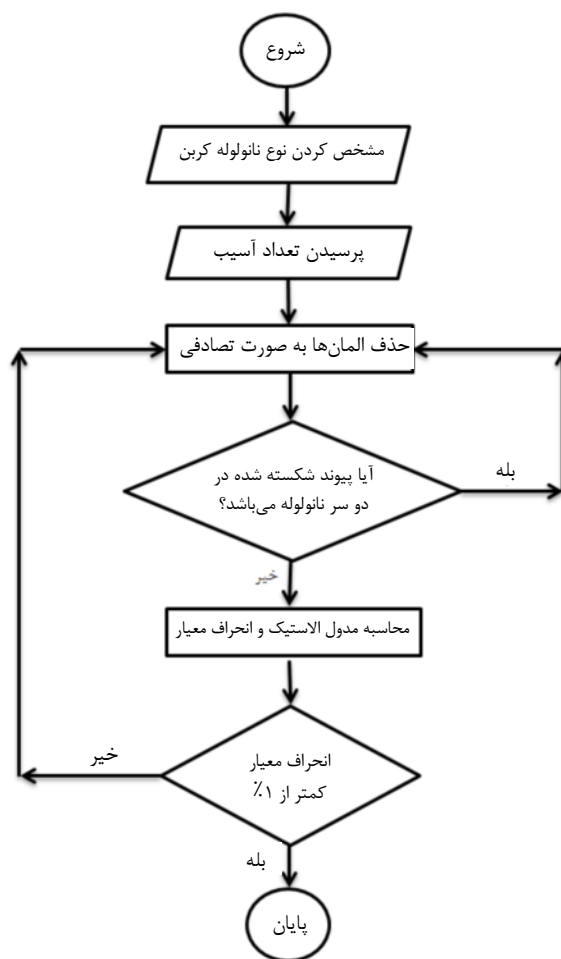 شروع
مشخص کردن نوع نانولوله کربن
پرسیدن تعداد آسیب
حذف المان‌ها به صورت تصادفی
آیا پیوند شکسته شده در
دو سر نانولوله می‌باشد؟
بله
خیر
محاسبه مدول الاستیک و انحراف معیار
انحراف معیار
کمتر از ۱٪
خیر
بله
پایان